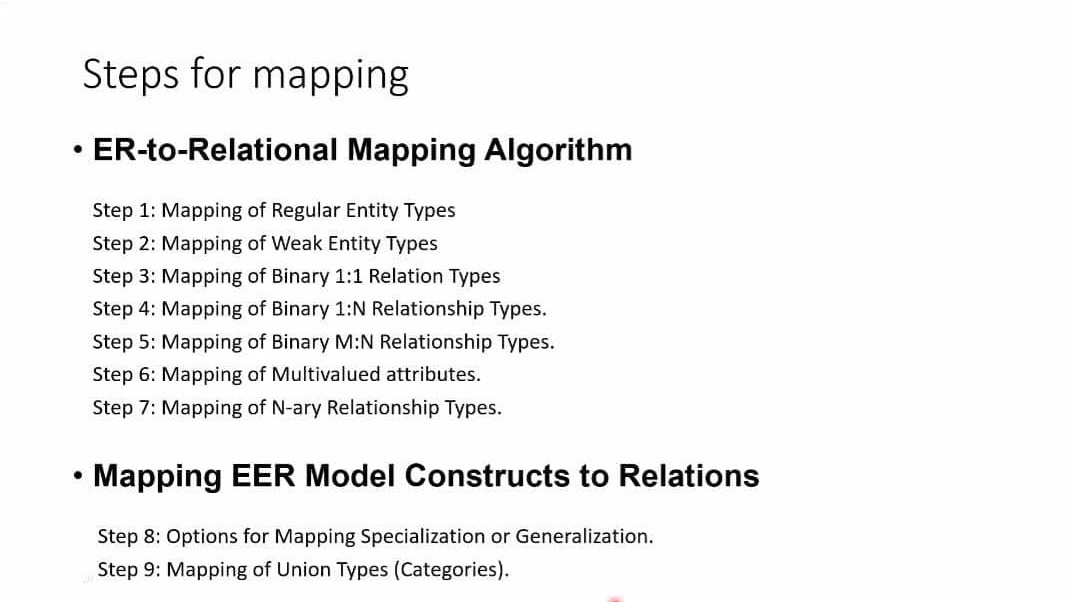 Steps for mapping
• ER-to-Relational Mapping Algorithm
Step 1: Mapping of Regular Entity Types
Step 2: Mapping of Weak Entity Types
Step 3: Mapping of Binary 1:1 Relation Types
Step 4: Mapping of Binary 1:N Relationship Types.
Step 5: Mapping of Binary M:N Relationship Types.
Step 6: Mapping of Multivalued attributes.
Step 7: Mapping of N-ary Relationship Types.
• Mapping EER Model Constructs to Relations
Step 8: Options for Mapping Specialization or Generalization.
Step 9: Mapping of Union Types (Categories).